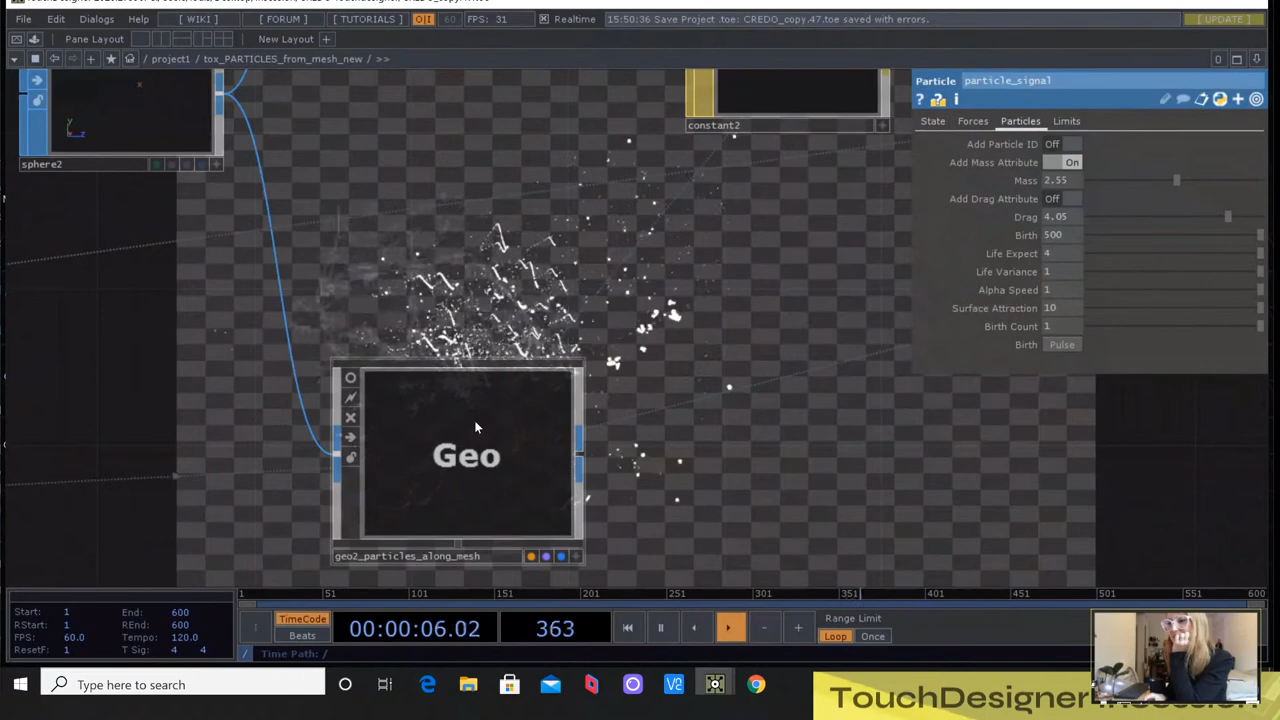 File Edit Dialogs Help [ WIKI ] [ FORUM ] [ TUTORIALS ] O|I 60 FPS: 31 Realtime 15:50:36 Save Project .toe: CREDO_copy.47.toe saved with errors. [ UPDATE ]
Pane Layout New Layout +
/ project1 / tox_PARTICLES_from_mesh_new / >> 0
Particle particle_signal
? ? i
State Forces Particles Limits
Add Particle ID Off
Add Mass Attribute On
Mass 2.55
Add Drag Attribute Off
Drag 4.05
Birth 500
Life Expect 4
Life Variance 1
Alpha Speed 1
Surface Attraction 10
Birth Count 1
Birth Pulse
x
y
z
sphere2
constant2
Geo
geo2_particles_along_mesh
1 51 101 151 201 251 301 351 401 451 501 551 600
Start: 1 End: 600
RStart: 1 REnd: 600
FPS: 60.0 Tempo: 120.0
ResetF: 1 T Sig: 4 4
TimeCode
Beats
00:00:06.02 363
Range Limit
Loop Once
/ Time Path: /
Type here to search
V2